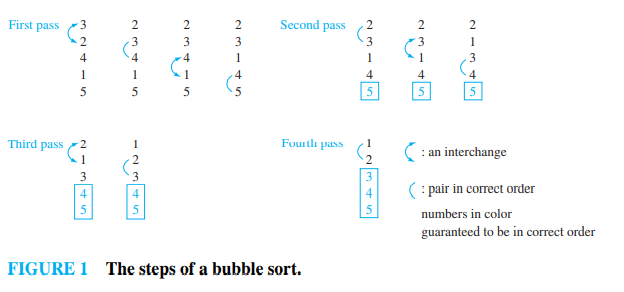 First pass 3 2 2 2 Second pass 2 2 2
2 3 3 3 3 3 1
4 4 4 1 1 1 3
1 1 1 4 4 4 4
5 5 5 5 5 5 5
Third pass 2 1 Fourth pass 1
1 2 2
3 3 3
4 4 4
5 5 5
: an interchange
: pair in correct order
numbers in color
guaranteed to be in correct order
FIGURE 1 The steps of a bubble sort.